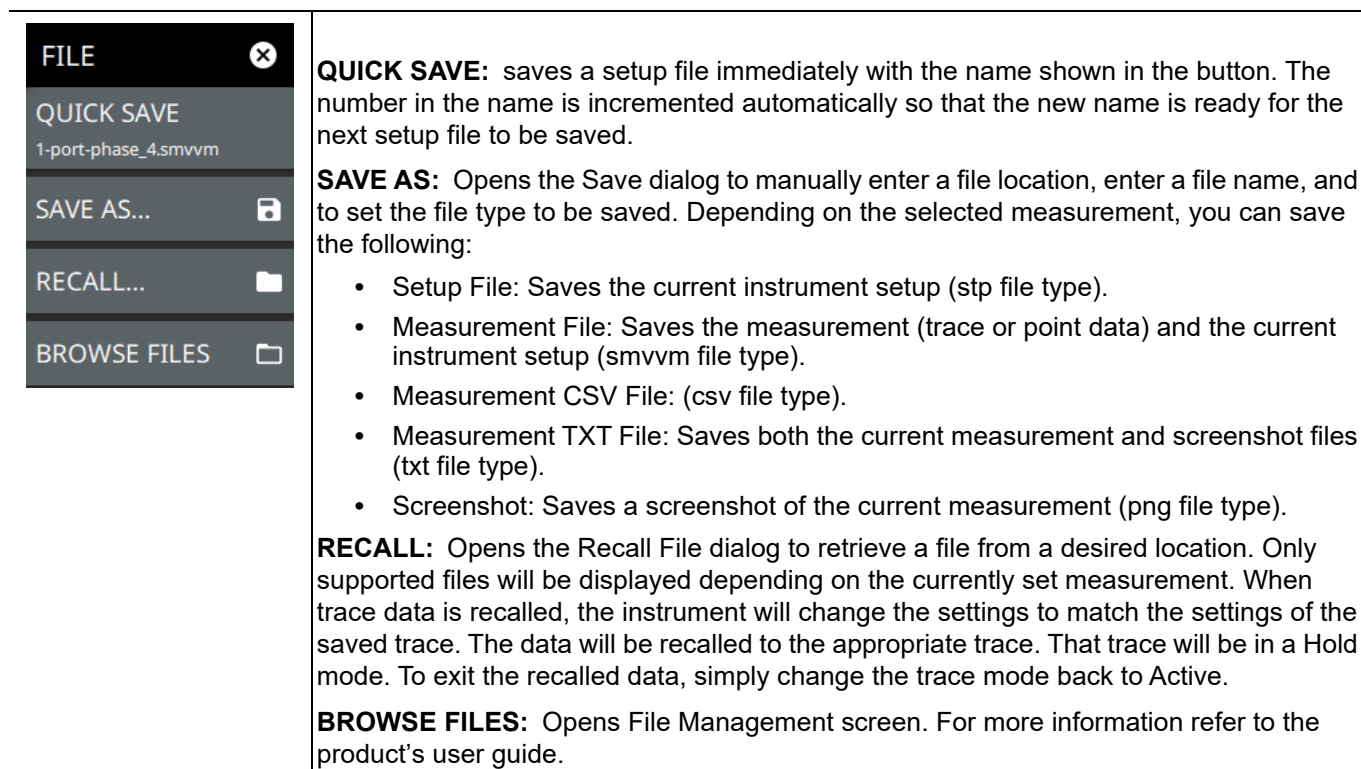 FILE
QUICK SAVE
1-port-phase_4.smvvm
SAVE AS...
RECALL...
BROWSE FILES
QUICK SAVE: saves a setup file immediately with the name shown in the button. The
number in the name is incremented automatically so that the new name is ready for the
next setup file to be saved.
SAVE AS: Opens the Save dialog to manually enter a file location, enter a file name, and
to set the file type to be saved. Depending on the selected measurement, you can save
the following:
• Setup File: Saves the current instrument setup (stp file type).
• Measurement File: Saves the measurement (trace or point data) and the current
instrument setup (smvvm file type).
• Measurement CSV File: (csv file type).
• Measurement TXT File: Saves both the current measurement and screenshot files
(txt file type).
• Screenshot: Saves a screenshot of the current measurement (png file type).
RECALL: Opens the Recall File dialog to retrieve a file from a desired location. Only
supported files will be displayed depending on the currently set measurement. When
trace data is recalled, the instrument will change the settings to match the settings of the
saved trace. The data will be recalled to the appropriate trace. That trace will be in a Hold
mode. To exit the recalled data, simply change the trace mode back to Active.
BROWSE FILES: Opens File Management screen. For more information refer to the
product’s user guide.